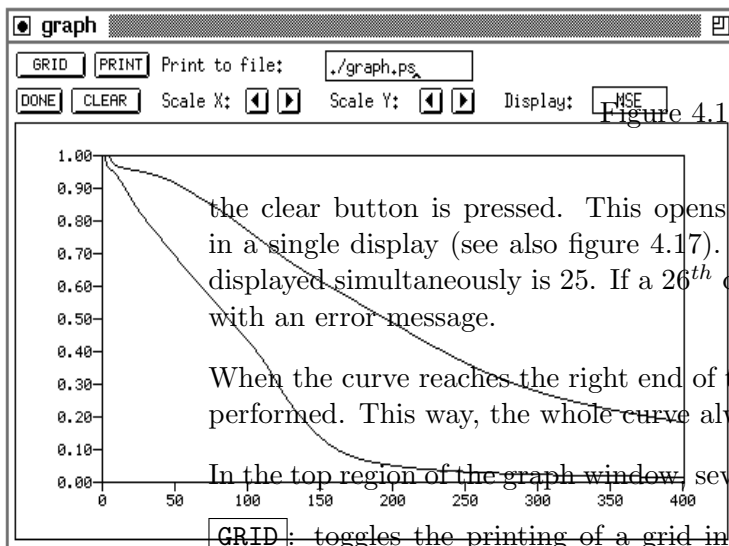 graph
GRID PRINT Print to file: ./graph.ps
DONE CLEAR Scale X: Scale Y: Display: MSE
Figure 4.1
1.00
0.90
0.80
0.70
0.60
0.50
0.40
0.30
0.20
0.10
0.00
0 50 100 150 200 250 300 350 400
the clear button is pressed. This opens
in a single display (see also figure 4.17).
displayed simultaneously is 25. If a 26th
with an error message.
When the curve reaches the right end of
performed. This way, the whole curve
In the top region of the graph window
GRID: toggles the printing of a grid in